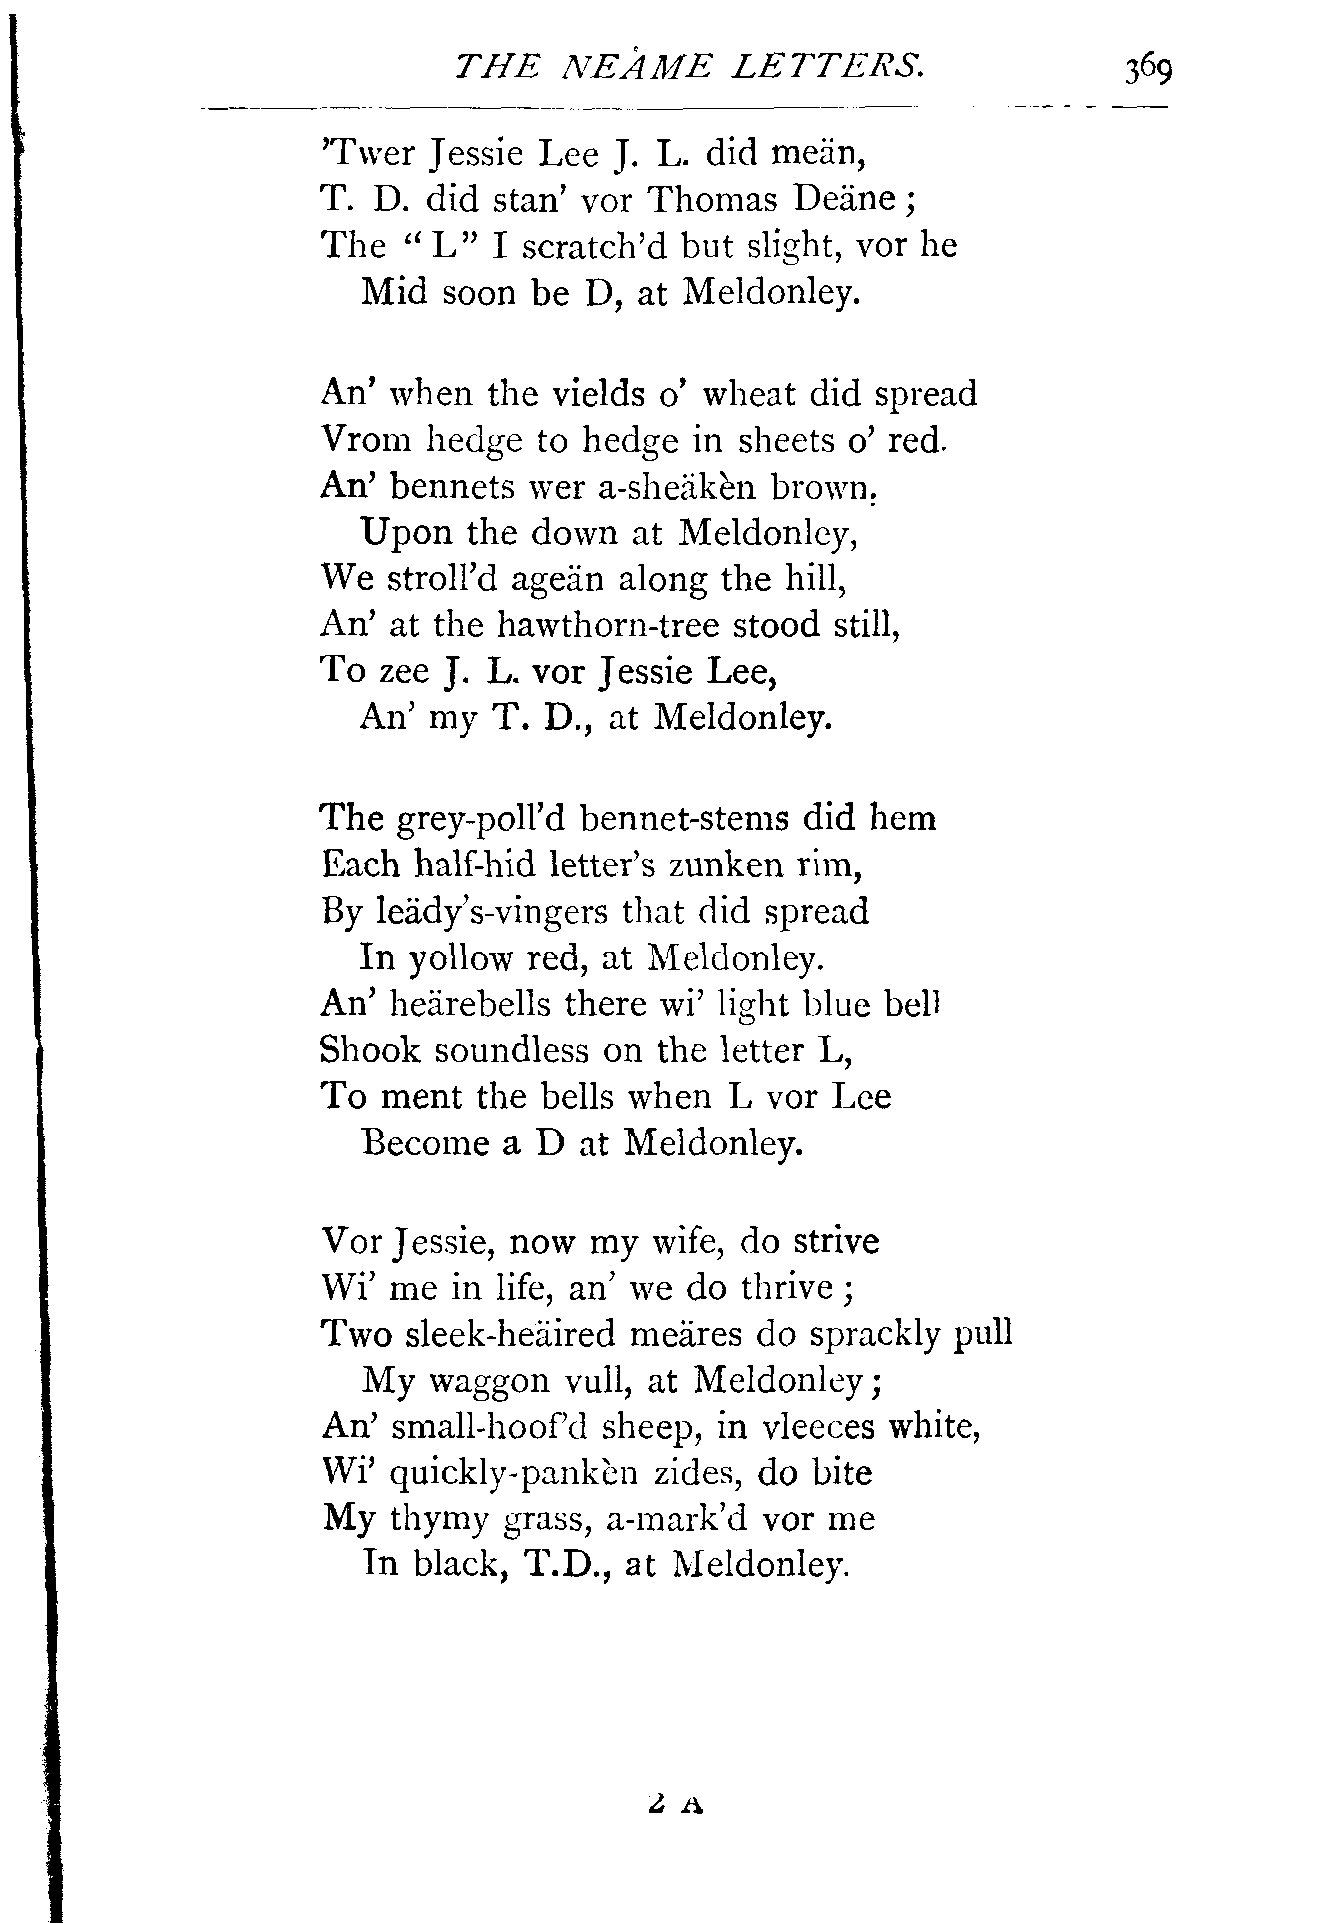 THE NEÄME LETTERS. 369
’Twer Jessie Lee J. L. did meän,
T. D. did stan’ vor Thomas Deäne;
The “L” I scratch’d but slight, vor he
Mid soon be D, at Meldonley.
An’ when the vields o’ wheat did spread
Vrom hedge to hedge in sheets o’ red.
An’ bennets wer a-sheäkèn brown.
Upon the down at Meldonley,
We stroll’d ageän along the hill,
An’ at the hawthorn-tree stood still,
To zee J. L. vor Jessie Lee,
An’ my T. D., at Meldonley.
The grey-poll’d bennet-stems did hem
Each half-hid letter’s zunken rim,
By leädy’s-vingers that did spread
In yollow red, at Meldonley.
An’ heärebells there wi’ light blue bell
Shook soundless on the letter L,
To ment the bells when L vor Lee
Become a D at Meldonley.
Vor Jessie, now my wife, do strive
Wi’ me in life, an’ we do thrive;
Two sleek-heäired meäres do sprackly pull
My waggon vull, at Meldonley;
An’ small-hoof’d sheep, in vleeces white,
Wi’ quickly-pankèn zides, do bite
My thymy grass, a-mark’d vor me
In black, T.D., at Meldonley.
2 A